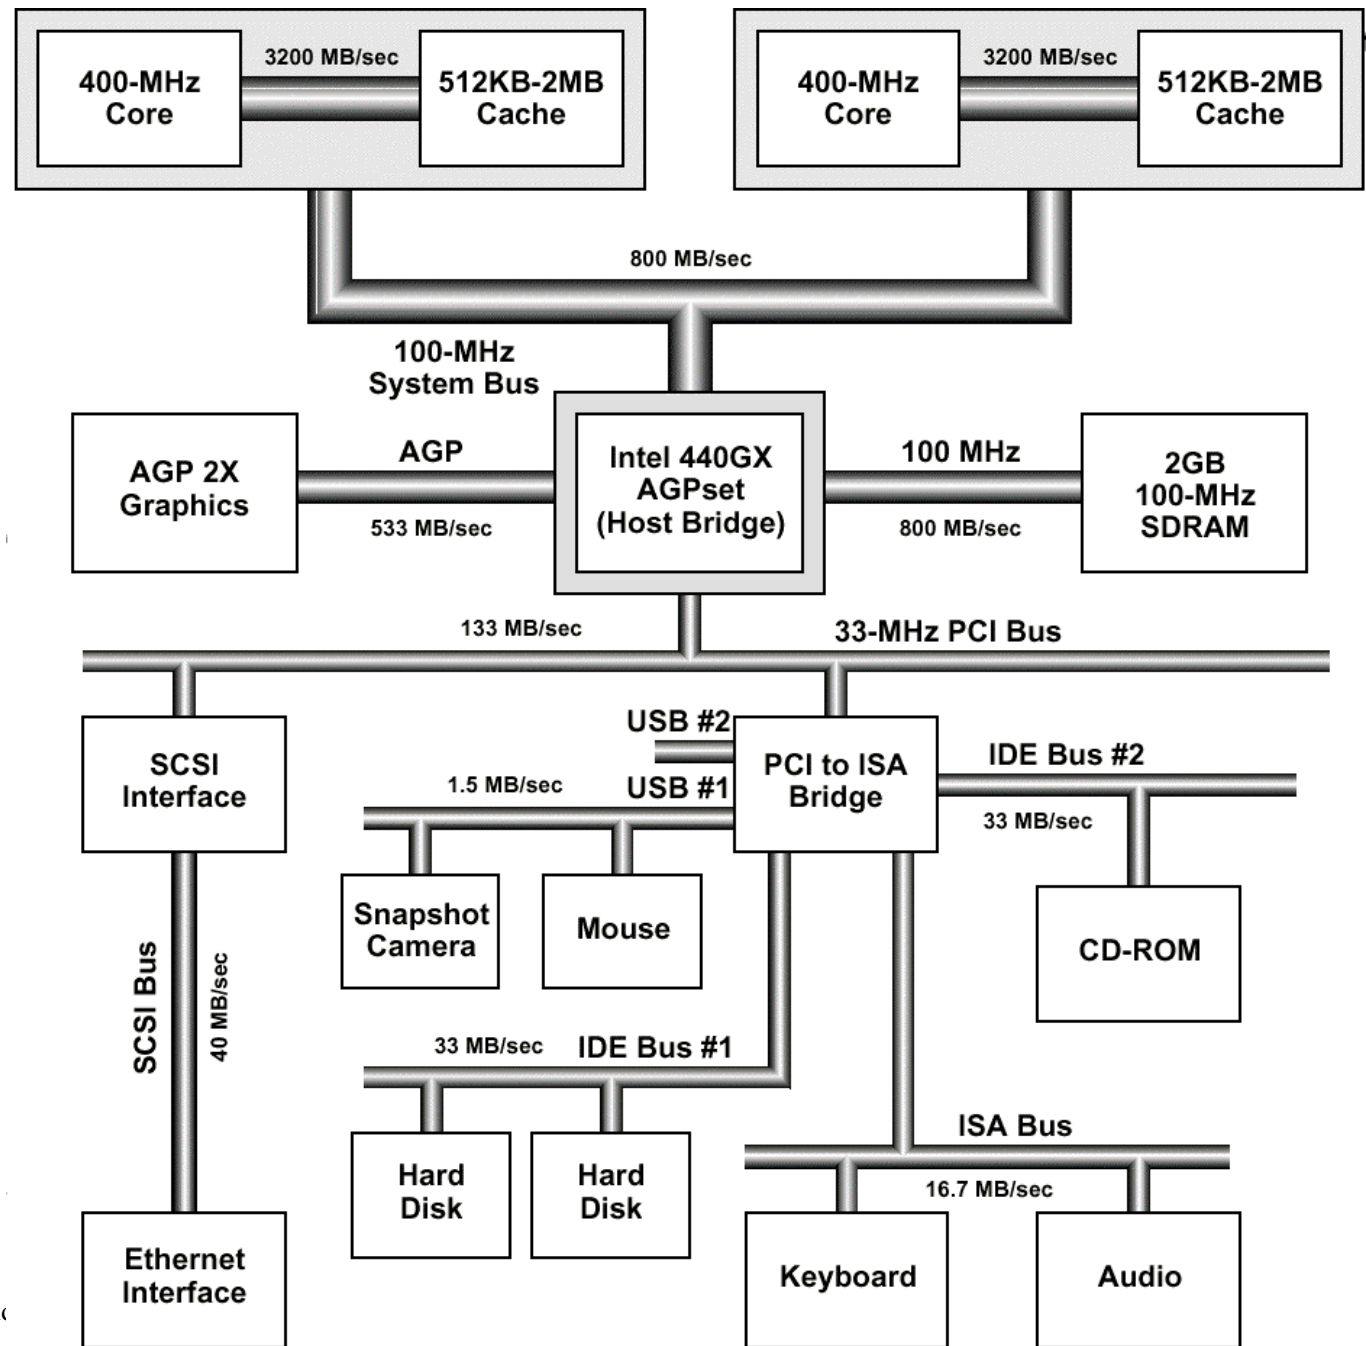 3200 MB/sec
400-MHz
Core
512KB-2MB
Cache
3200 MB/sec
400-MHz
Core
512KB-2MB
Cache
800 MB/sec
100-MHz
System Bus
AGP 2X
Graphics
AGP
533 MB/sec
Intel 440GX
AGPset
(Host Bridge)
100 MHz
800 MB/sec
2GB
100-MHz
SDRAM
133 MB/sec
33-MHz PCI Bus
SCSI
Interface
USB #2
1.5 MB/sec
USB #1
PCI to ISA
Bridge
IDE Bus #2
33 MB/sec
Snapshot
Camera
Mouse
CD-ROM
SCSI Bus
40 MB/sec
33 MB/sec
IDE Bus #1
Hard
Disk
Hard
Disk
ISA Bus
16.7 MB/sec
Ethernet
Interface
Keyboard
Audio